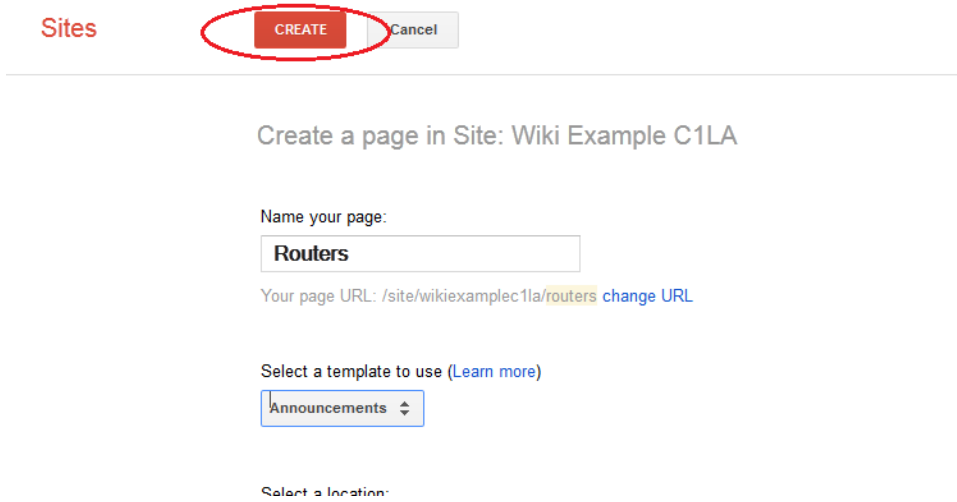 Sites CREATE Cancel
Create a page in Site: Wiki Example C1LA
Name your page:
Routers
Your page URL: /site/wikiexamplec1la/routers change URL
Select a template to use (Learn more)
Announcements
Select a location: